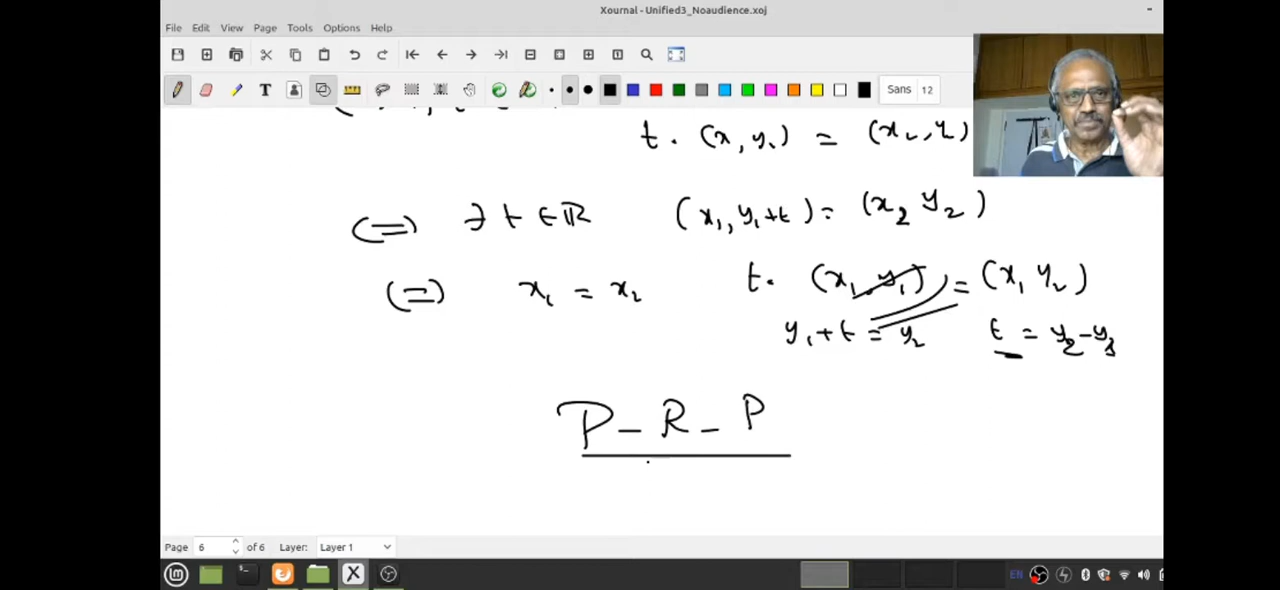 Xournal - Unified3_Noaudience.xoj
File Edit View Page Tools Options Help
T Sans 12
t. (x, y₁) = (x₂, y₂)
(=) ∃ t ∈ ℝ (x₁, y₁+t) = (x₂ y₂)
(=) x₁ = x₂ t. (x₁, y₁) = (x₁ y₂)
y₁ + t = y₂ t = y₂ - y₁
P - R - P
Page 6 of 6 Layer: Layer 1
X EN